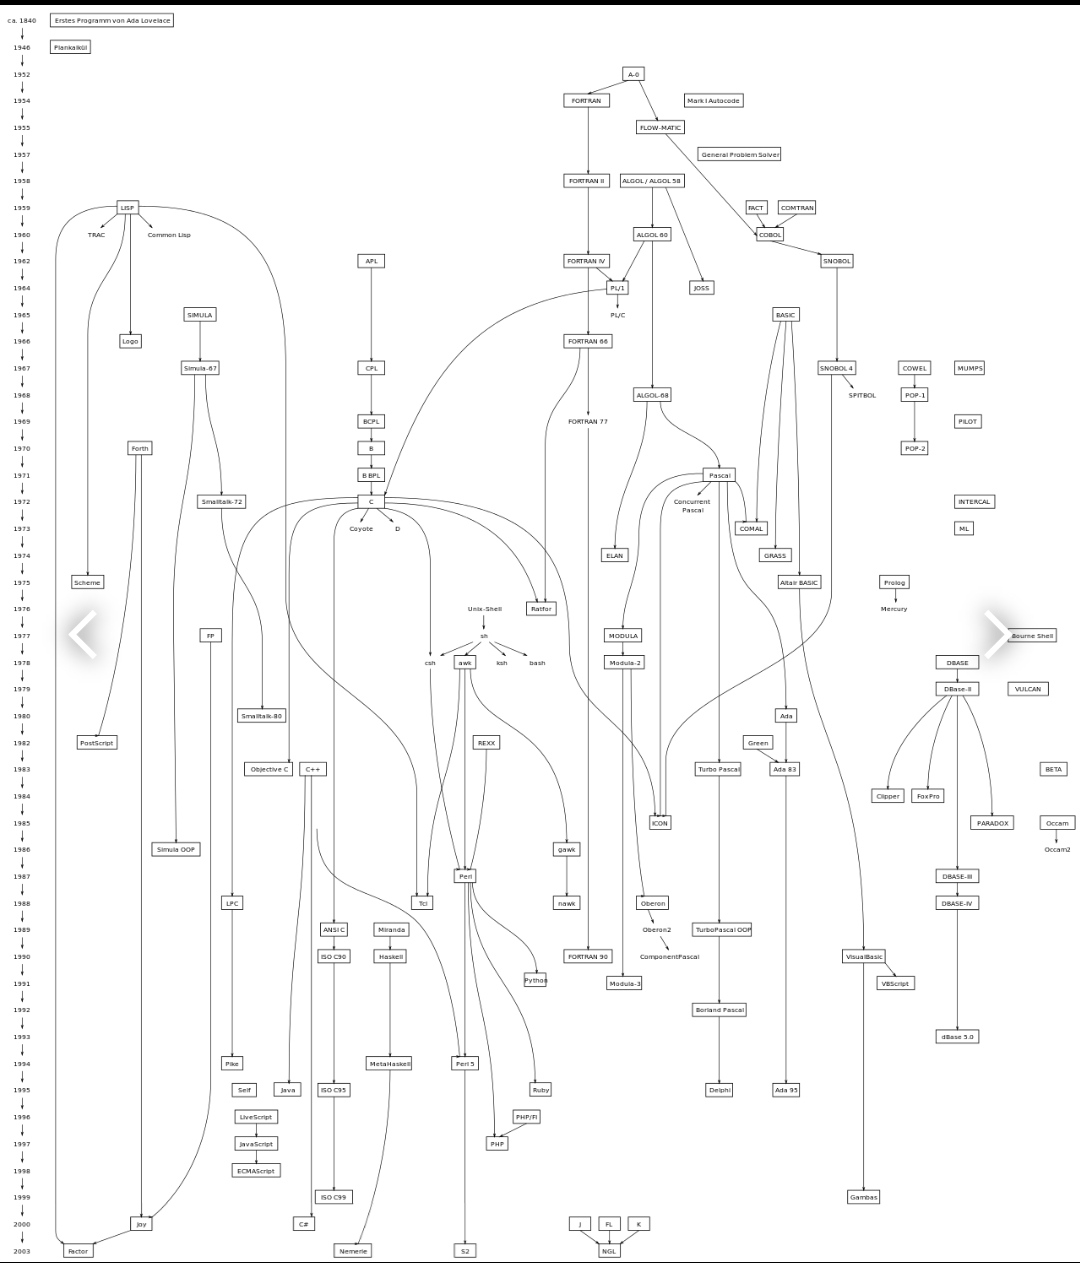 ca. 1840 Erstes Programm von Ada Lovelace
1946 Plankalkül
1952 A-0
1954 FORTRAN Mark I Autocode
1955 FLOW-MATIC
1957 General Problem Solver
1958 FORTRAN II ALGOL / ALGOL 58
1959 LISP FACT COMTRAN
1960 TRAC Common Lisp ALGOL 60 COBOL
1962 APL FORTRAN IV SNOBOL
1964 PL/1 JOSS
1965 SIMULA PL/C BASIC
1966 Logo FORTRAN 66
1967 Simula-67 CPL SNOBOL 4 COWEL MUMPS
1968 ALGOL-68 SPITBOL POP-1
1969 BCPL FORTRAN 77 PILOT
1970 Forth B POP-2
1971 B BPL Pascal
1972 Smalltalk-72 C Concurrent Pascal INTERCAL
1973 Coyote D COMAL ML
1974 ELAN GRASS
1975 Scheme Altair BASIC Prolog
1976 Unix-Shell Ratfor Mercury
1977 FP sh MODULA Bourne Shell
1978 csh awk ksh bash Modula-2 DBASE
1979 DBase-II VULCAN
1980 Smalltalk-80 Ada
1982 PostScript REXX Green
1983 Objective C C++ Turbo Pascal Ada 83 BETA
1984 Clipper FoxPro
1985 ICON PARADOX Occam
1986 Simula OOP gawk Occam2
1987 Perl DBASE-III
1988 LPC Tcl nawk Oberon DBASE-IV
1989 ANSI C Miranda Oberon2 TurboPascal OOP
1990 ISO C90 Haskell FORTRAN 90 ComponentPascal VisualBasic
1991 Python Modula-3 VBScript
1992 Borland Pascal
1993 dBase 5.0
1994 Pike MetaHaskell Perl 5
1995 Self Java ISO C95 Ruby Delphi Ada 95
1996 LiveScript PHP/FI
1997 JavaScript PHP
1998 ECMAScript
1999 ISO C99 Gambas
2000 Joy C# J FL K
2003 Factor Nemerle S2 NGL